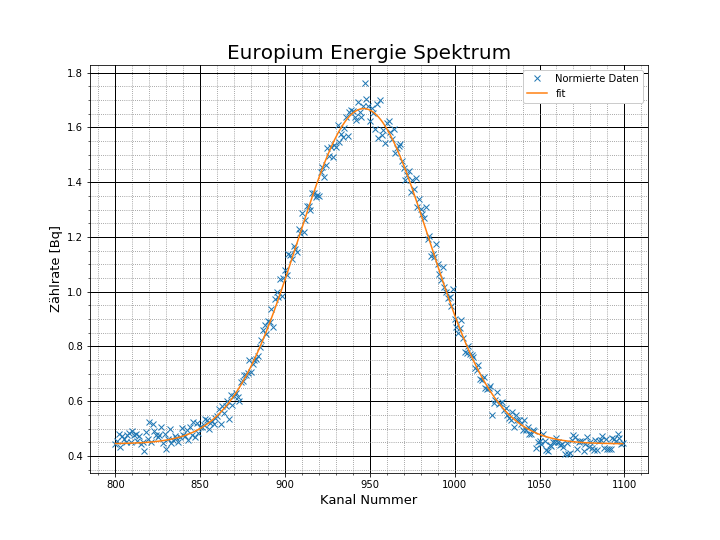 Europium Energie Spektrum
Normierte Daten
fit
Zählrate [Bq]
1.8
1.6
1.4
1.2
1.0
0.8
0.6
0.4
800 850 900 950 1000 1050 1100
Kanal Nummer